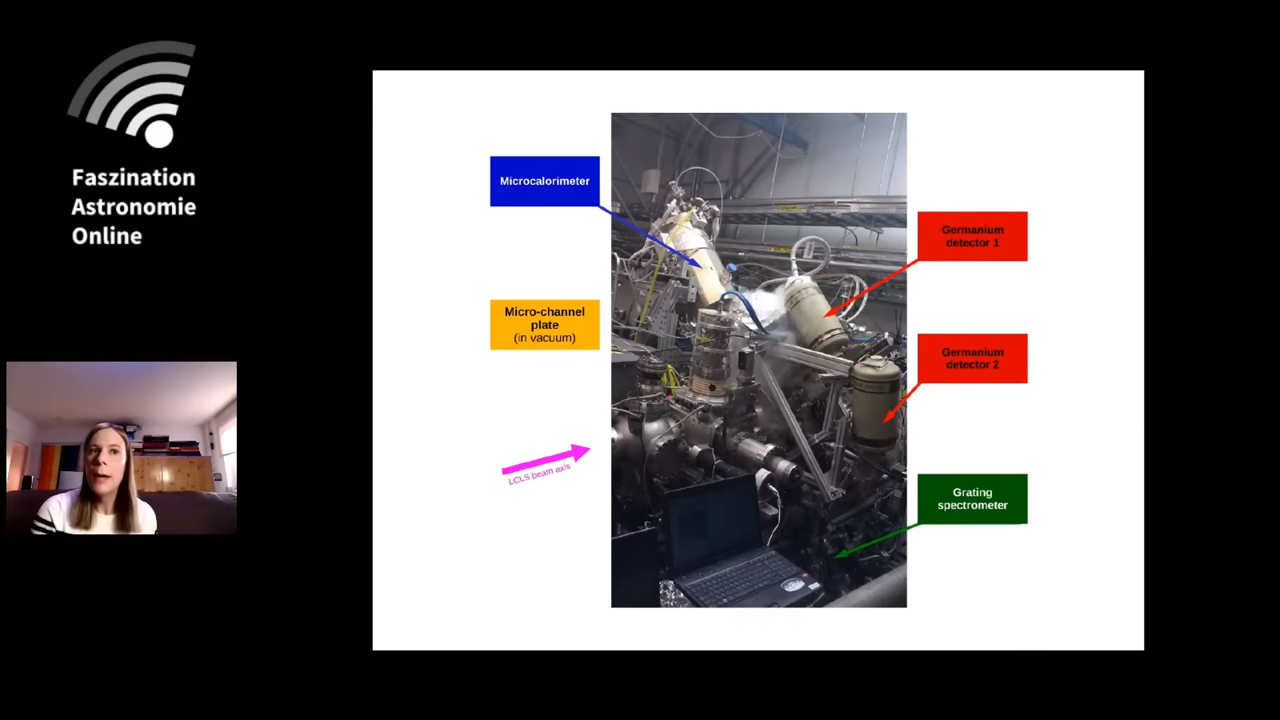 Faszination
Astronomie
Online
Microcalorimeter
Micro-channel
plate
(in vacuum)
LCLS beam axis
Germanium
detector 1
Germanium
detector 2
Grating
spectrometer